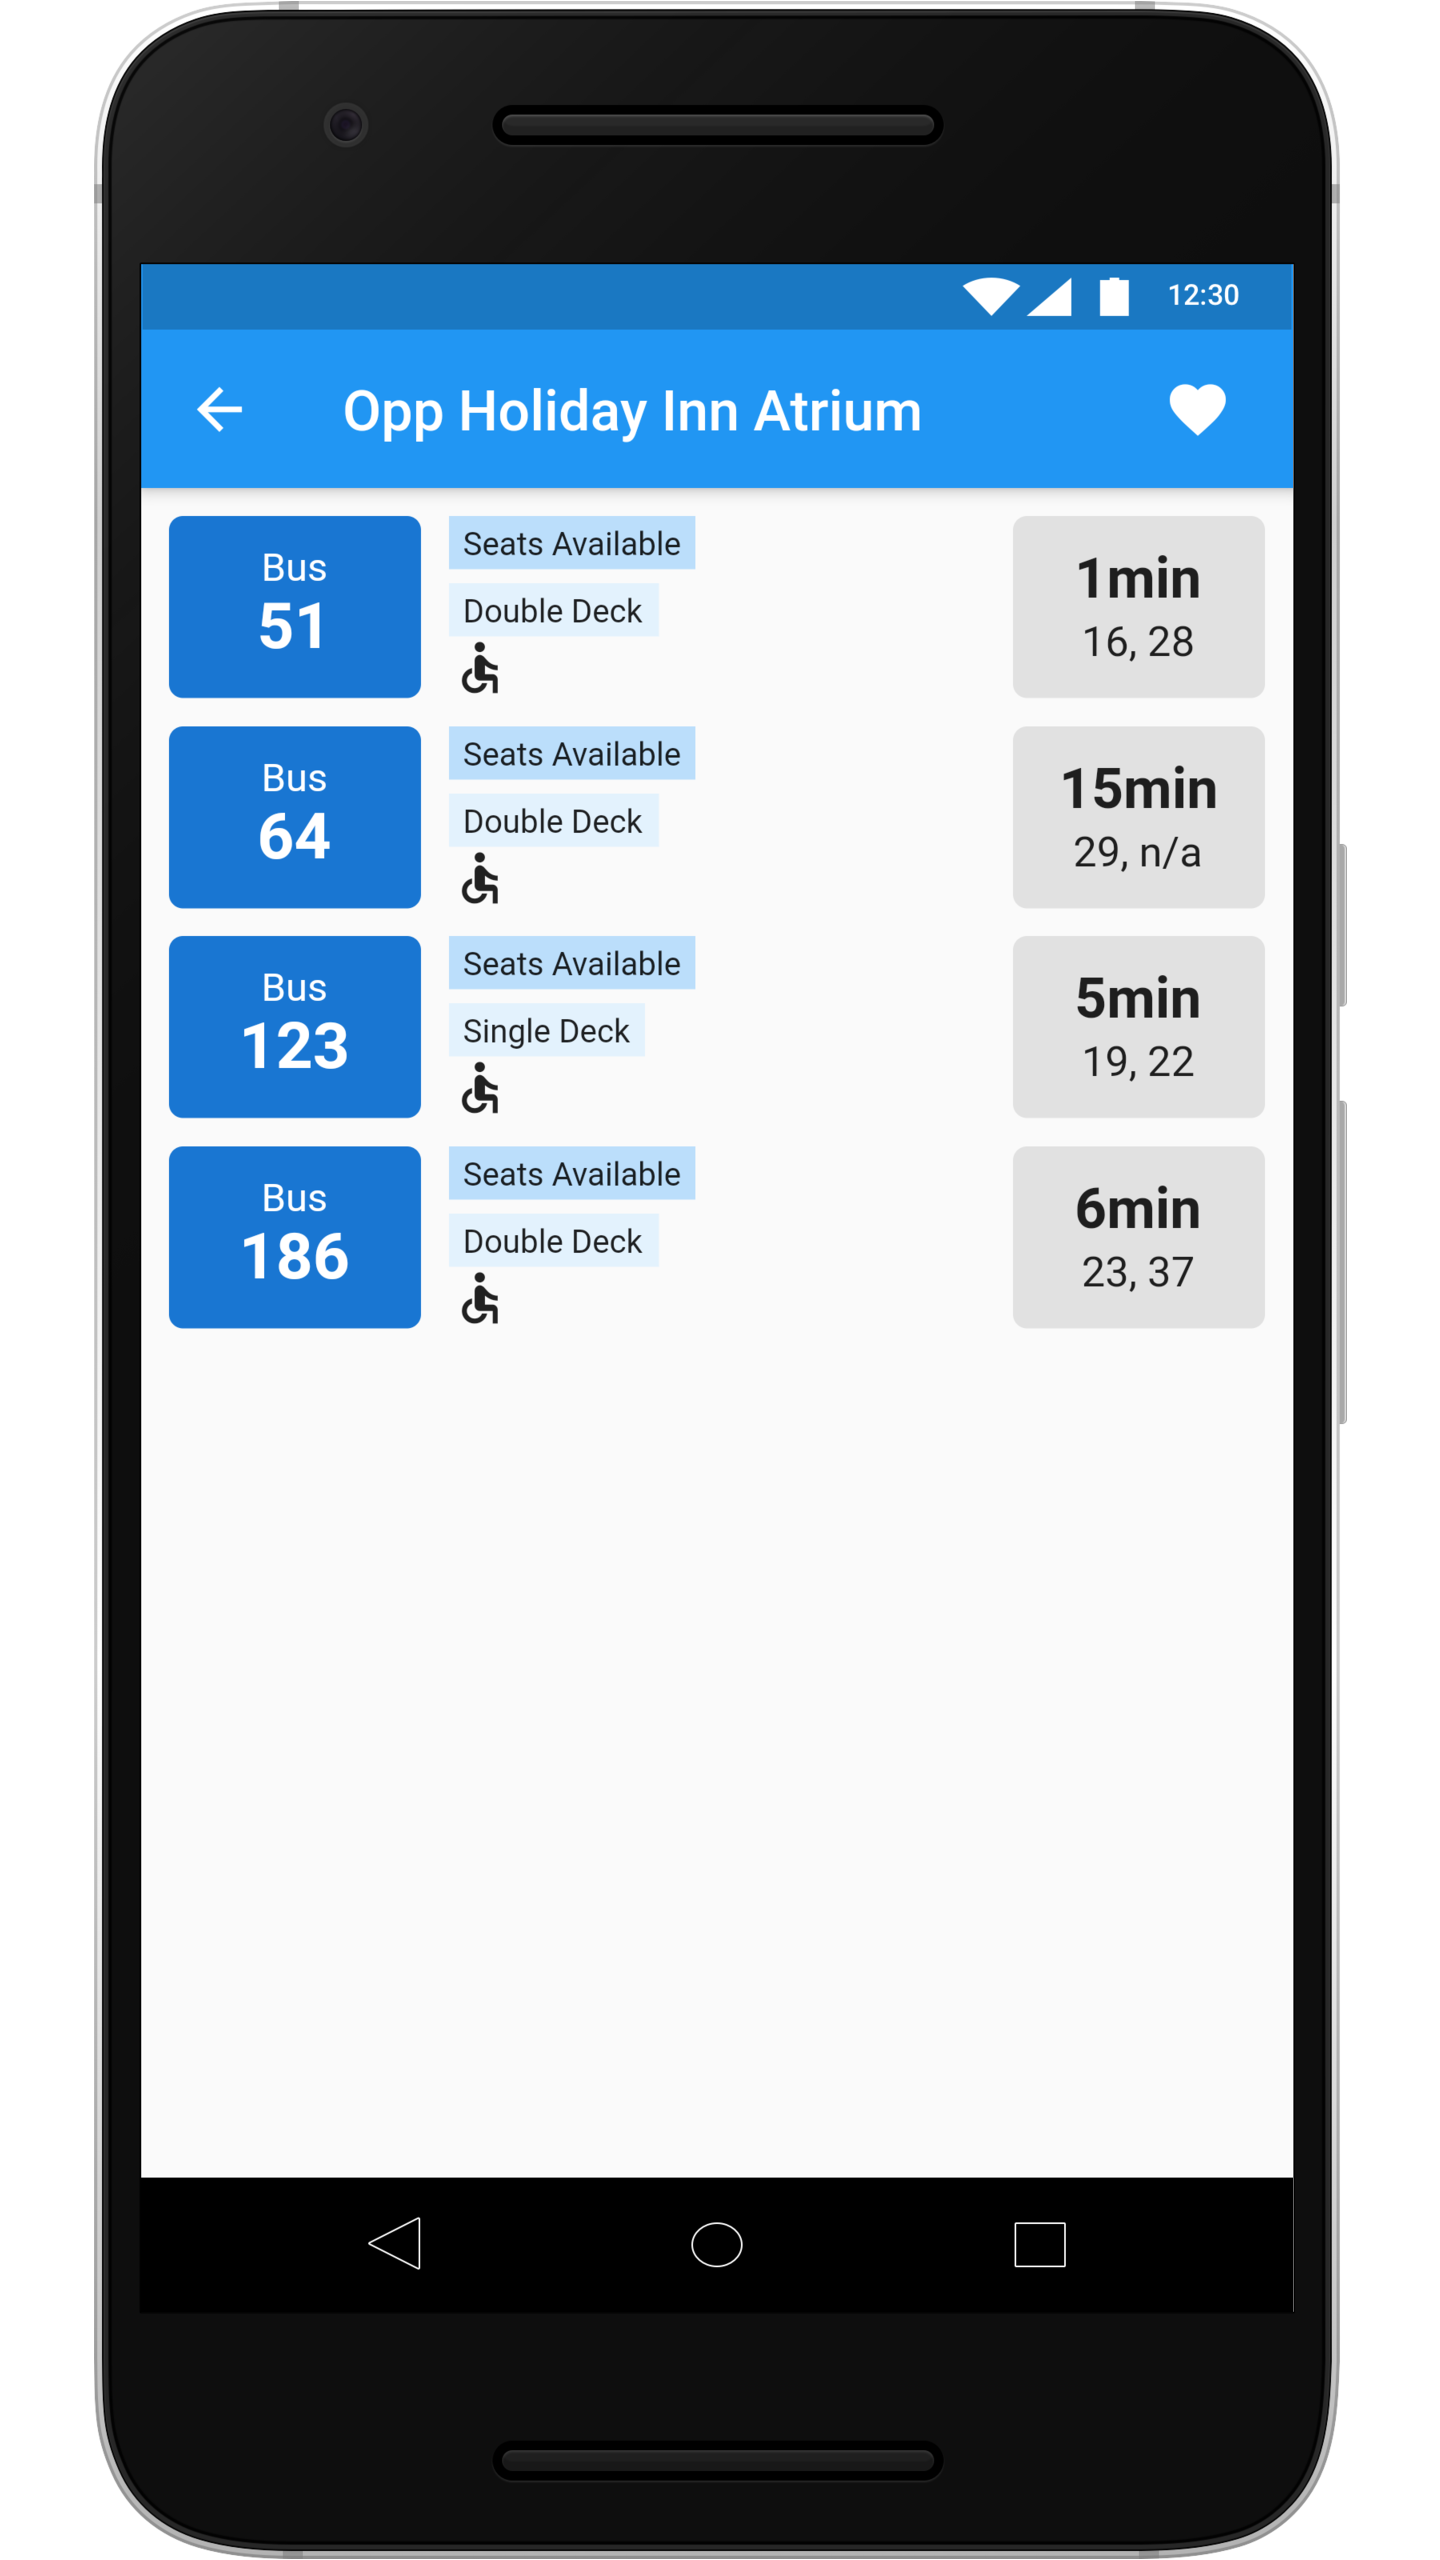 12:30
Opp Holiday Inn Atrium
Bus
51
Seats Available
Double Deck
1min
16, 28
Bus
64
Seats Available
Double Deck
15min
29, n/a
Bus
123
Seats Available
Single Deck
5min
19, 22
Bus
186
Seats Available
Double Deck
6min
23, 37